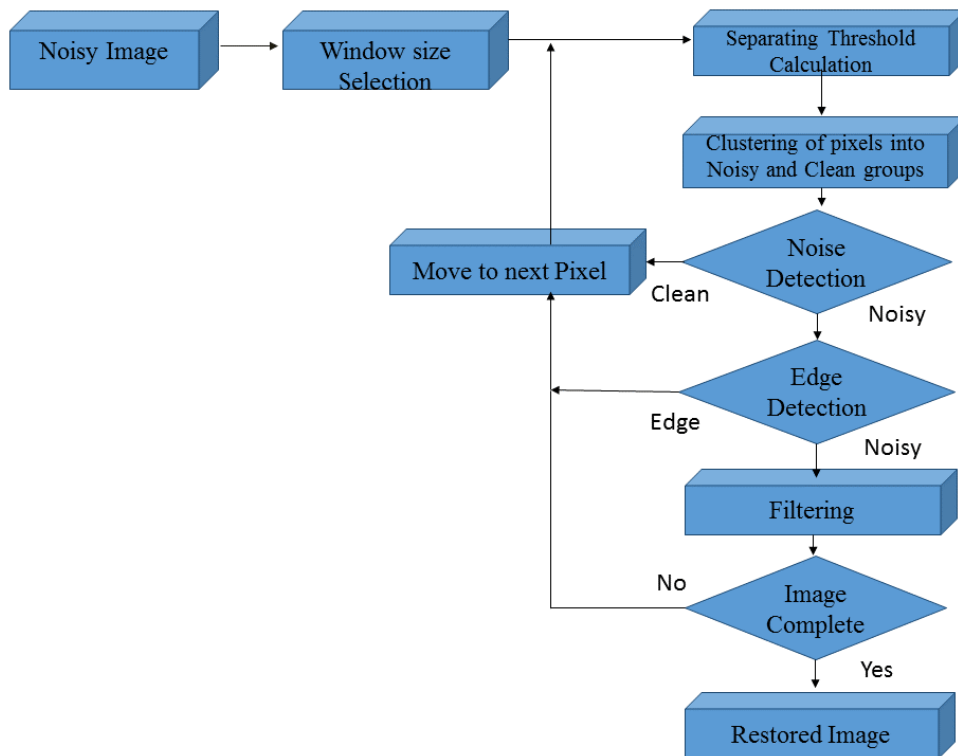 Noisy Image
Window size
Selection
Separating Threshold
Calculation
Clustering of pixels into
Noisy and Clean groups
Noise
Detection
Move to next Pixel
Clean
Noisy
Edge
Detection
Edge
Noisy
Filtering
No
Image
Complete
Yes
Restored Image